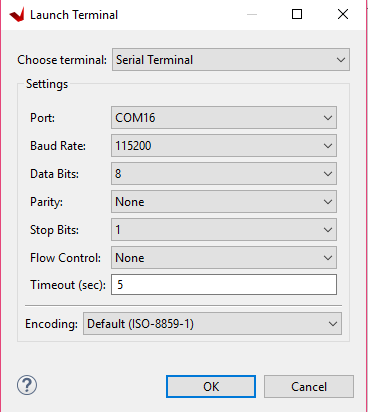 Launch Terminal
Choose terminal: Serial Terminal
Settings
Port: COM16
Baud Rate: 115200
Data Bits: 8
Parity: None
Stop Bits: 1
Flow Control: None
Timeout (sec): 5
Encoding: Default (ISO-8859-1)
? OK Cancel